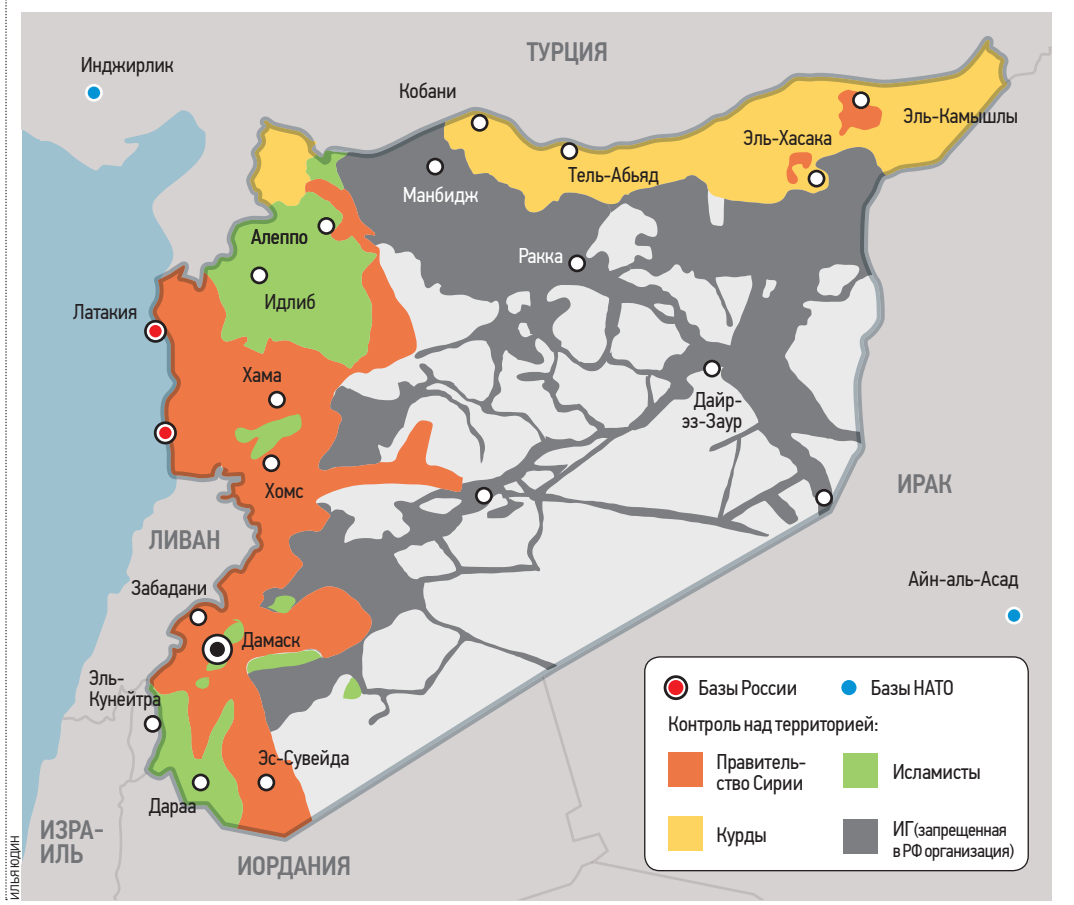 ТУРЦИЯ
Инджирлик
Кобани
Эль-Камышлы
Эль-Хасака
Тель-Абьяд
Манбидж
Алеппо
Ракка
Идлиб
Латакия
Хама
Дайр-
эз-Заур
Хомс
ИРАК
ЛИВАН
Айн-аль-Асад
Забадани
Дамаск
Эль-
Кунейтра
Эс-Сувейда
Дараа
ИЗРА-
ИЛЬ
ИОРДАНИЯ
Базы России
Базы НАТО
Контроль над территорией:
Правитель-
ство Сирии
Исламисты
Курды
ИГ (запрещенная
в РФ организация)
ИЛЬЯ ЮДИН